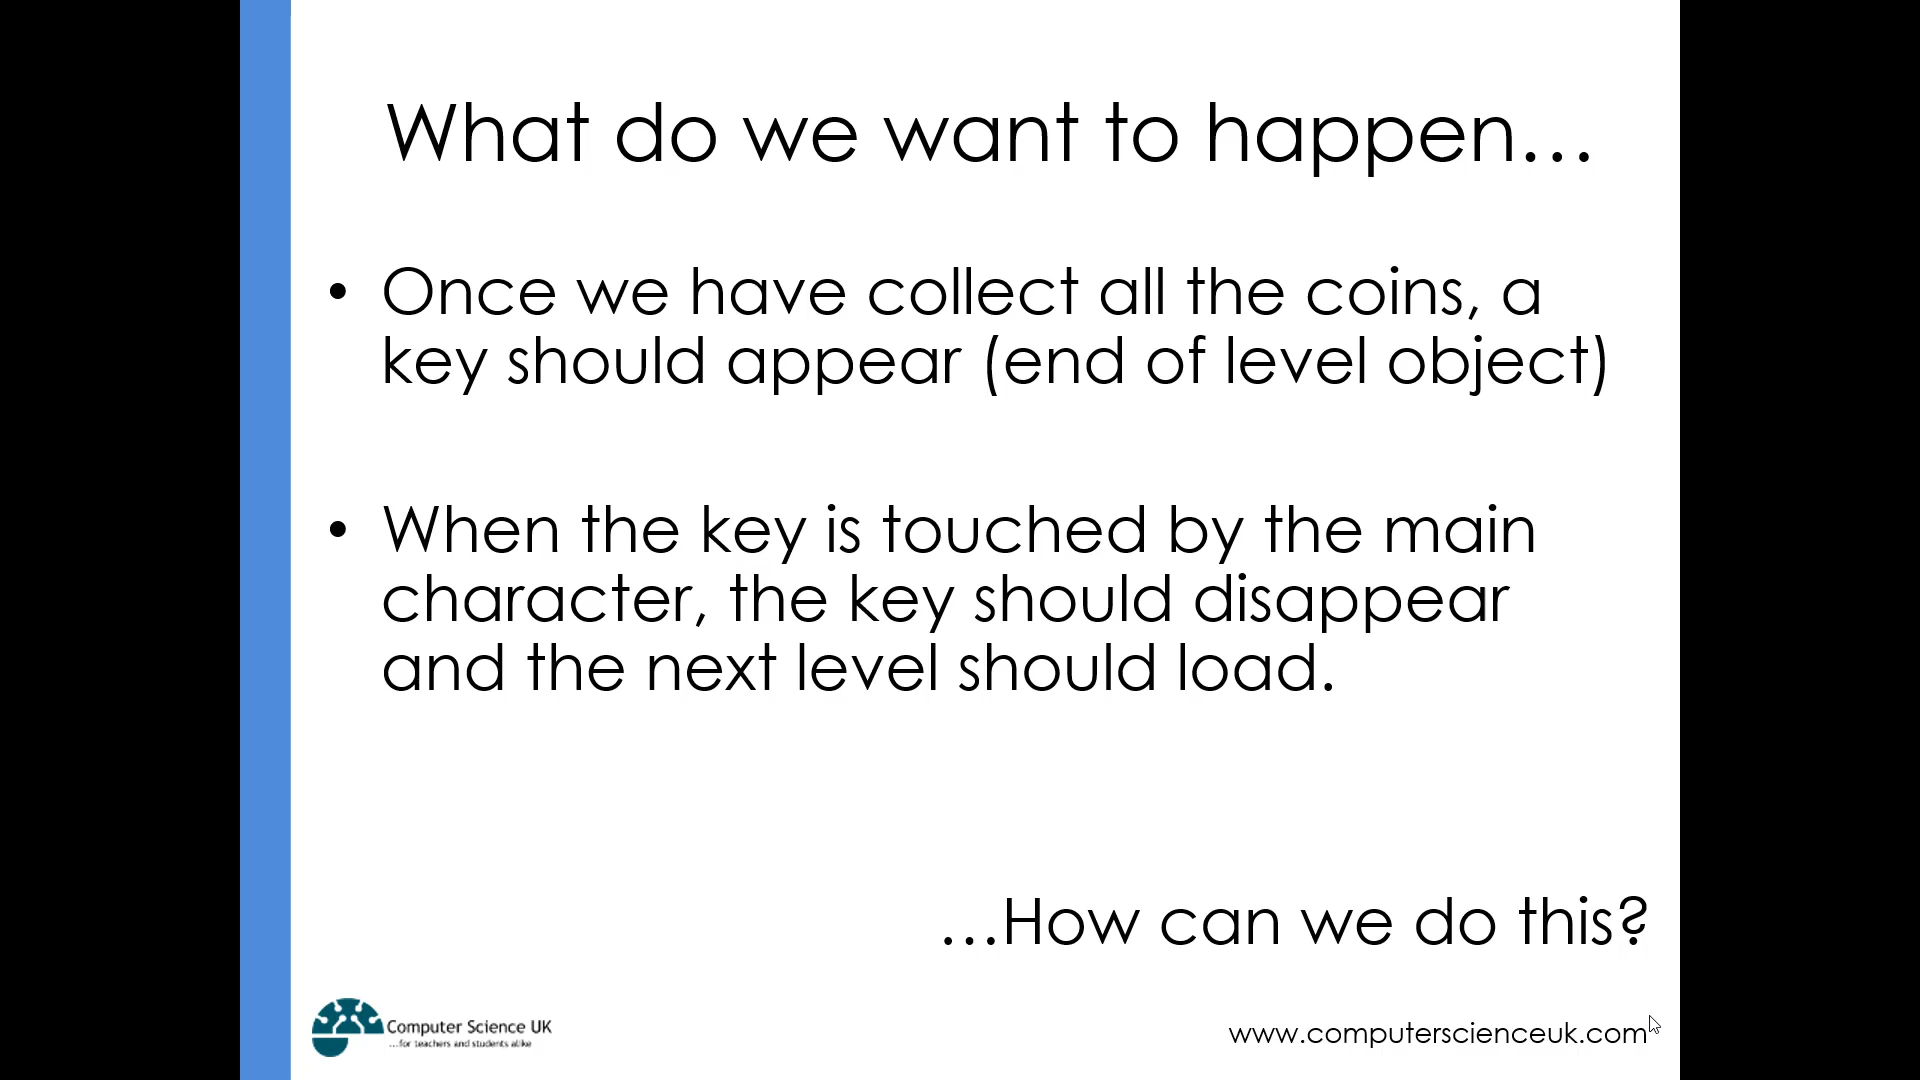 What do we want to happen...
• Once we have collect all the coins, a
key should appear (end of level object)
• When the key is touched by the main
character, the key should disappear
and the next level should load.
...How can we do this?
Computer Science UK
...for teachers and students alike
www.computerscienceuk.com